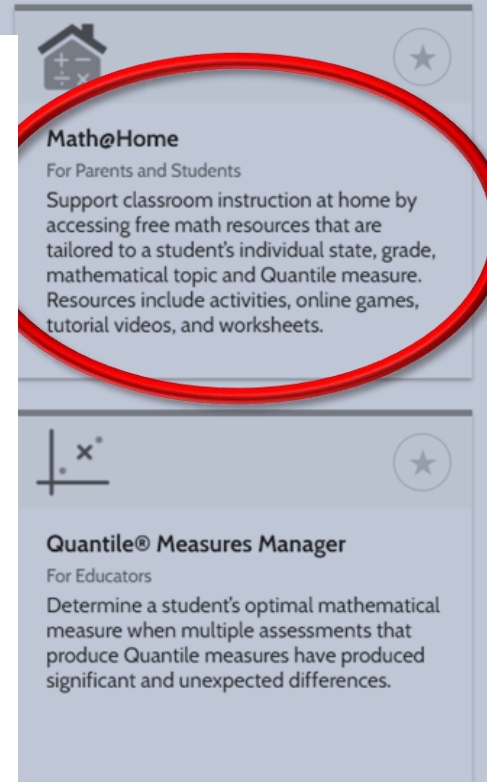 Math@Home
For Parents and Students
Support classroom instruction at home by
accessing free math resources that are
tailored to a student's individual state, grade,
mathematical topic and Quantile measure.
Resources include activities, online games,
tutorial videos, and worksheets.
Quantile® Measures Manager
For Educators
Determine a student's optimal mathematical
measure when multiple assessments that
produce Quantile measures have produced
significant and unexpected differences.